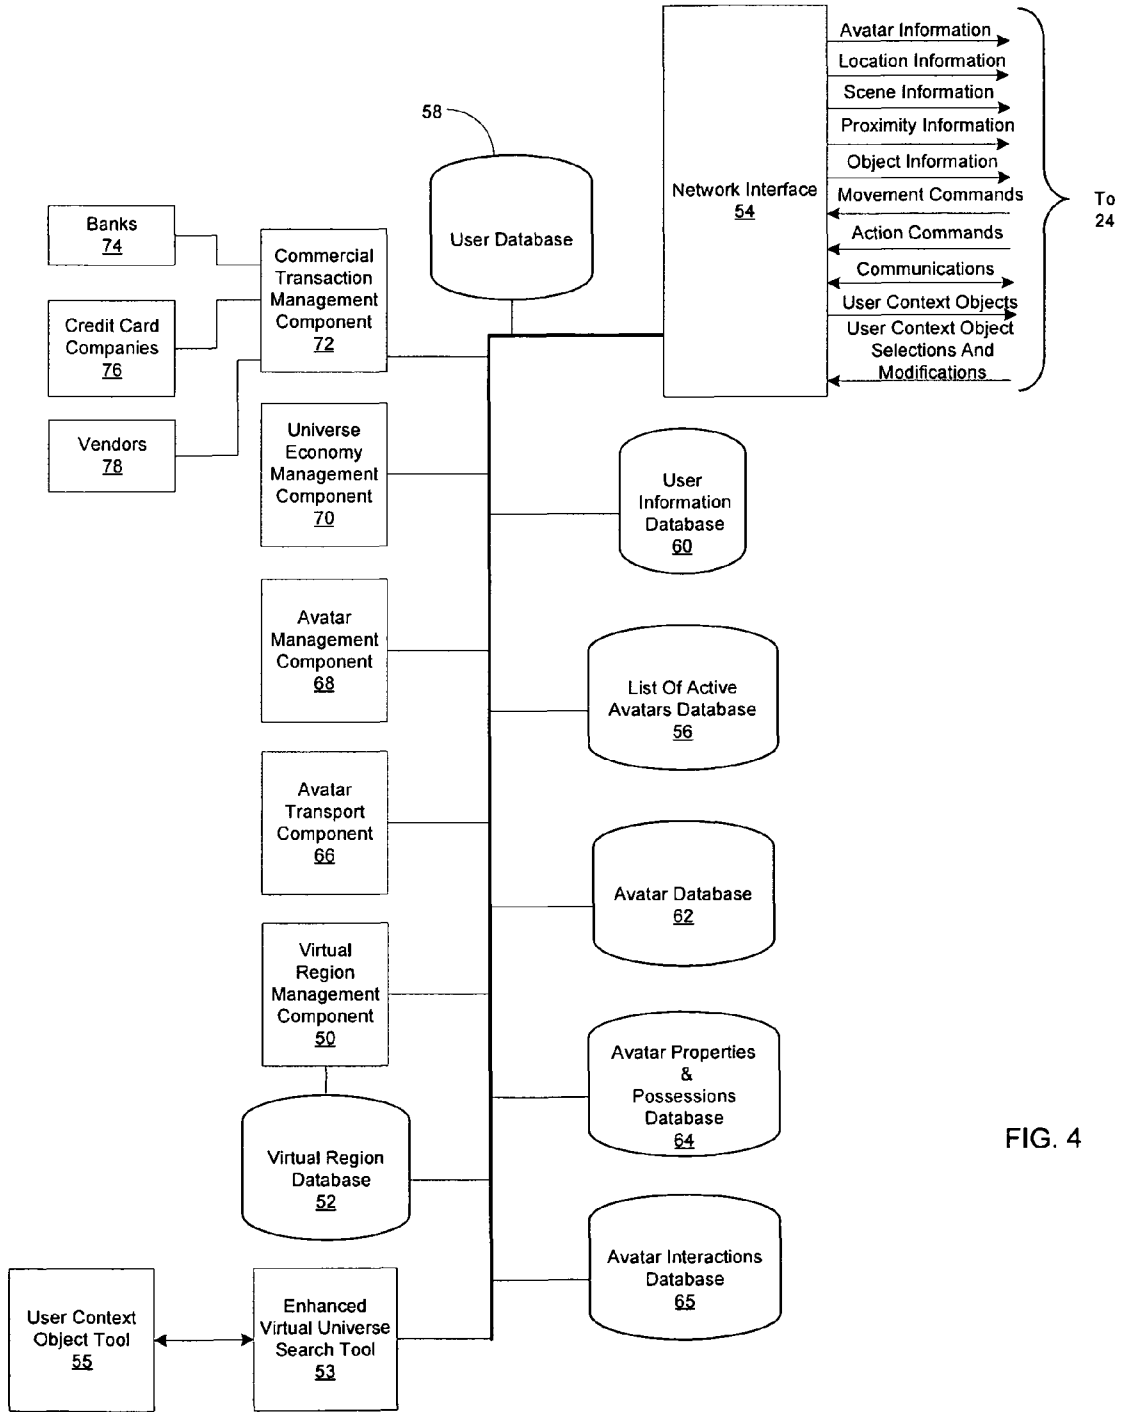 Avatar Information
Location Information
Scene Information
Proximity Information
Object Information
Movement Commands
Action Commands
Communications
User Context Objects
User Context Object
Selections And
Modifications
To
24
Network Interface
54
58
User Database
Banks
74
Credit Card
Companies
76
Vendors
78
Commercial
Transaction
Management
Component
72
Universe
Economy
Management
Component
70
User
Information
Database
60
Avatar
Management
Component
68
List Of Active
Avatars Database
56
Avatar
Transport
Component
66
Avatar Database
62
Virtual
Region
Management
Component
50
Avatar Properties
&
Possessions
Database
64
Virtual Region
Database
52
FIG. 4
Avatar Interactions
Database
65
User Context
Object Tool
55
Enhanced
Virtual Universe
Search Tool
53